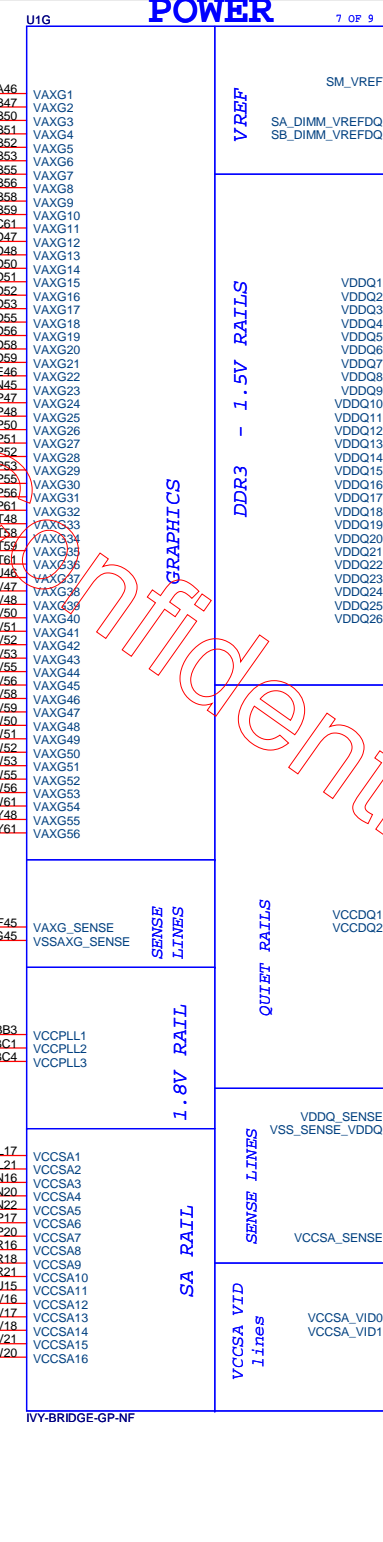 POWER
U1G
7 OF 9
VAXG1
VAXG2
VAXG3
VAXG4
VAXG5
VAXG6
VAXG7
VAXG8
VAXG9
VAXG10
VAXG11
VAXG12
VAXG13
VAXG14
VAXG15
VAXG16
VAXG17
VAXG18
VAXG19
VAXG20
VAXG21
VAXG22
VAXG23
VAXG24
VAXG25
VAXG26
VAXG27
VAXG28
VAXG29
VAXG30
VAXG31
VAXG32
VAXG33
VAXG34
VAXG35
VAXG36
VAXG37
VAXG38
VAXG39
VAXG40
VAXG41
VAXG42
VAXG43
VAXG44
VAXG45
VAXG46
VAXG47
VAXG48
VAXG49
VAXG50
VAXG51
VAXG52
VAXG53
VAXG54
VAXG55
VAXG56
GRAPHICS
VAXG_SENSE
VSSAXG_SENSE
SENSE
LINES
VCCPLL1
VCCPLL2
VCCPLL3
1.8V RAIL
VCCSA1
VCCSA2
VCCSA3
VCCSA4
VCCSA5
VCCSA6
VCCSA7
VCCSA8
VCCSA9
VCCSA10
VCCSA11
VCCSA12
VCCSA13
VCCSA14
VCCSA15
VCCSA16
SA RAIL
VREF
SM_VREF
SA_DIMM_VREFDQ
SB_DIMM_VREFDQ
DDR3 - 1.5V RAILS
VDDQ1
VDDQ2
VDDQ3
VDDQ4
VDDQ5
VDDQ6
VDDQ7
VDDQ8
VDDQ9
VDDQ10
VDDQ11
VDDQ12
VDDQ13
VDDQ14
VDDQ15
VDDQ16
VDDQ17
VDDQ18
VDDQ19
VDDQ20
VDDQ21
VDDQ22
VDDQ23
VDDQ24
VDDQ25
VDDQ26
QUIET RAILS
VCCDQ1
VCCDQ2
SENSE LINES
VDDQ_SENSE
VSS_SENSE_VDDQ
VCCSA_SENSE
VCCSA VID
lines
VCCSA_VID0
VCCSA_VID1
IVY-BRIDGE-GP-NF